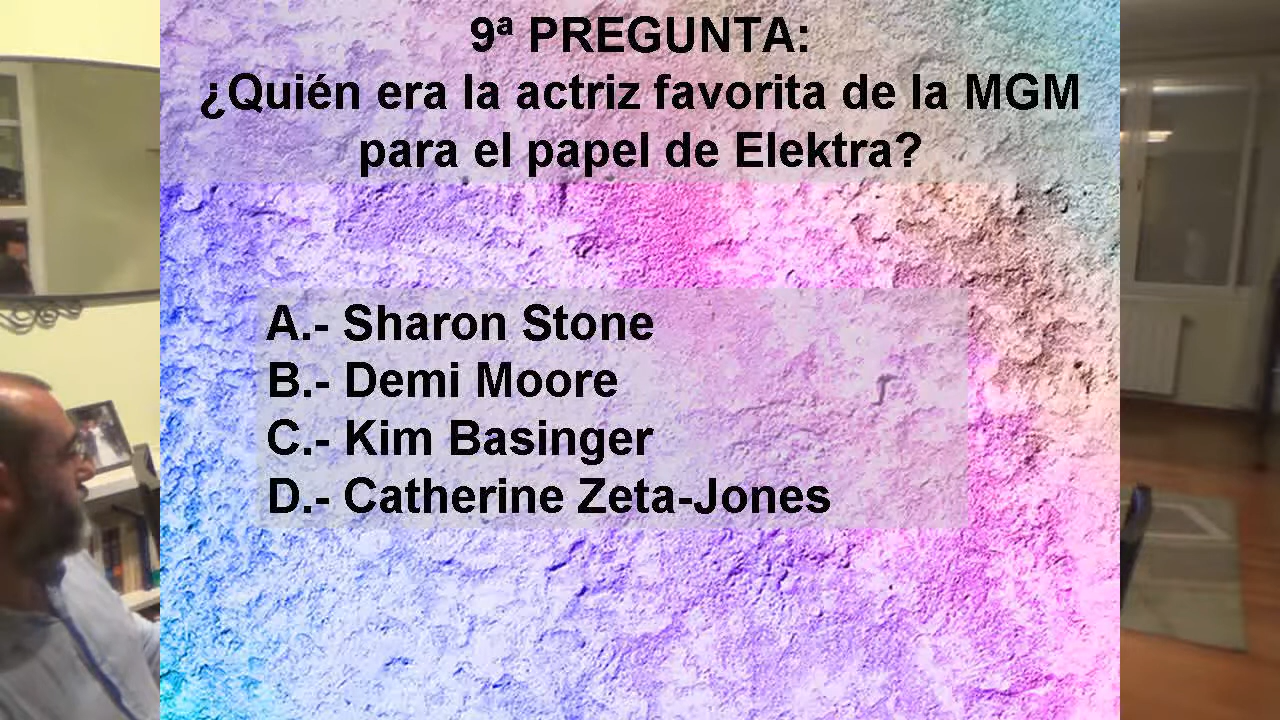 9ª PREGUNTA:
¿Quién era la actriz favorita de la MGM
para el papel de Elektra?
A.- Sharon Stone
B.- Demi Moore
C.- Kim Basinger
D.- Catherine Zeta-Jones